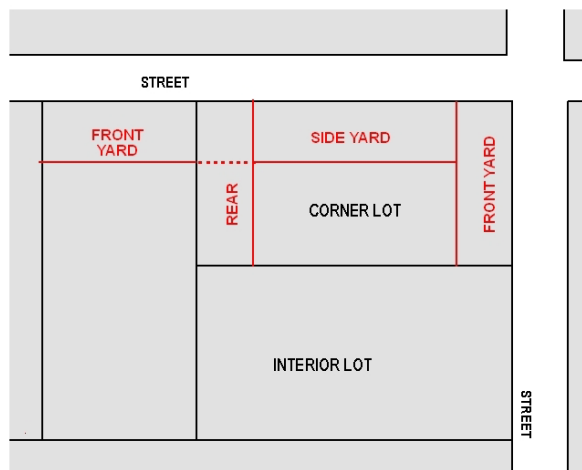 STREET
FRONT
YARD
SIDE YARD
FRONT YARD
REAR
CORNER LOT
INTERIOR LOT
STREET